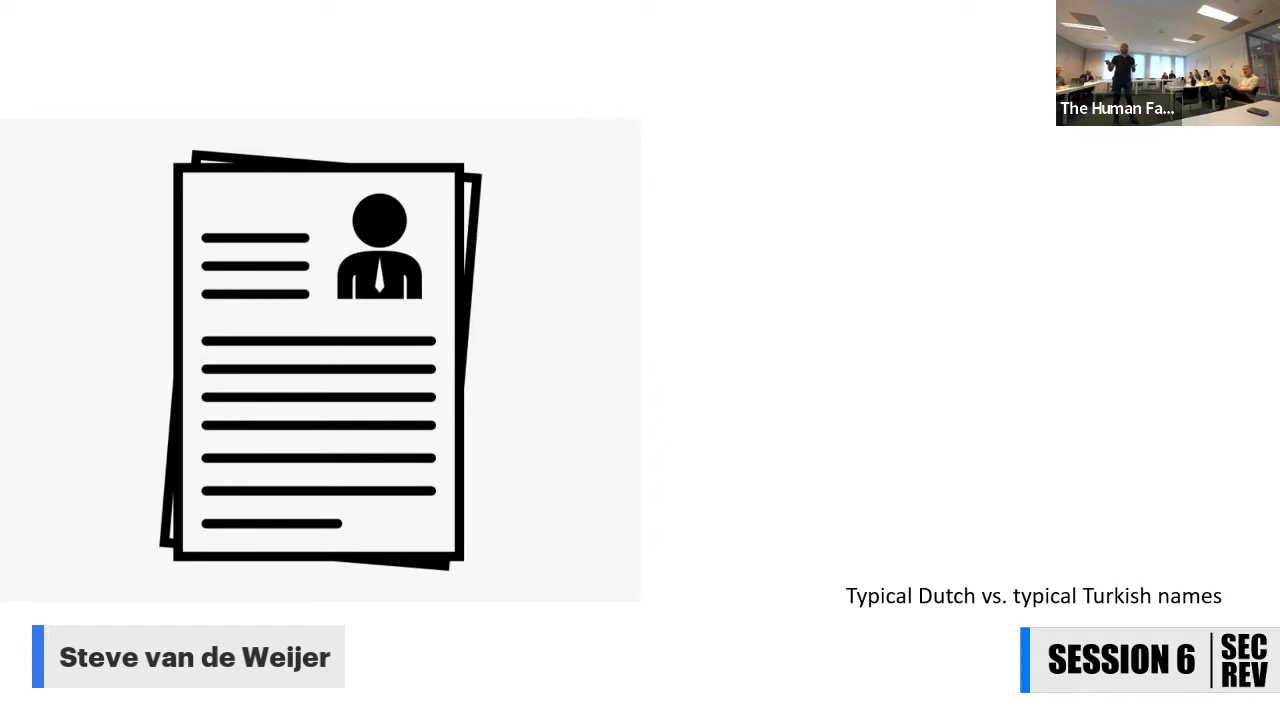 The Human Fa...
Typical Dutch vs. typical Turkish names
Steve van de Weijer
SESSION 6
SEC
REV